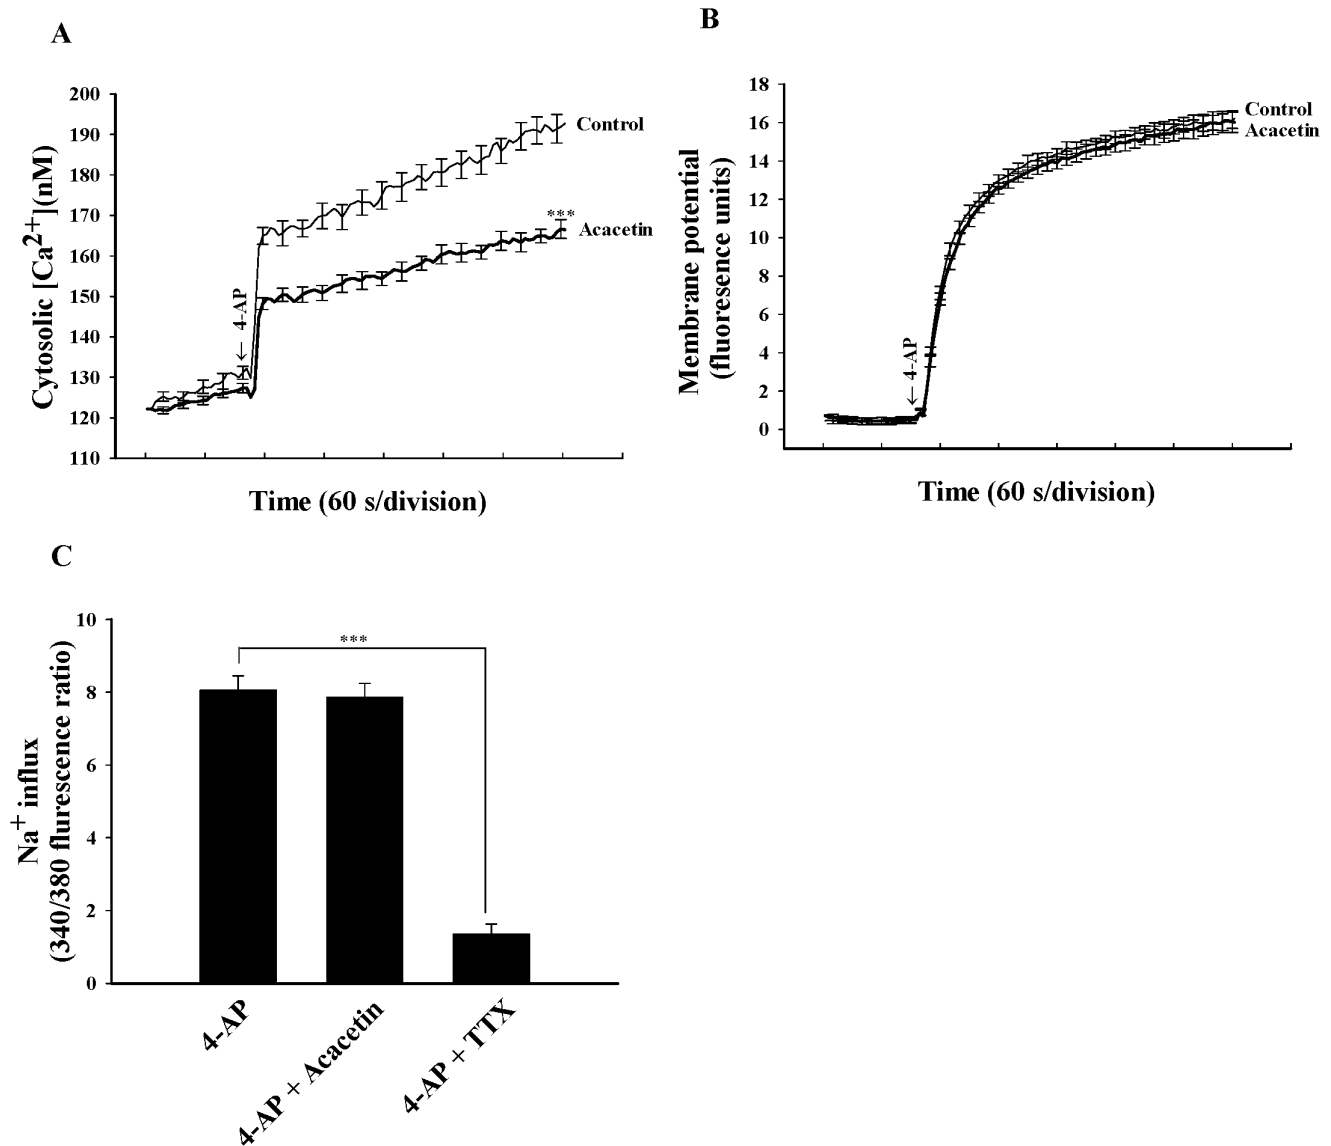 A
200
190
180
170
160
150
140
130
120
110
Cytosolic [Ca2+](nM)
4-AP
Control
***
Acacetin
Time (60 s/division)
B
18
16
14
12
10
8
6
4
2
0
Membrane potential
(fluoresence units)
4-AP
Control
Acacetin
Time (60 s/division)
C
10
8
6
4
2
0
Na+ influx
(340/380 flurescence ratio)
***
4-AP
4-AP + Acacetin
4-AP + TTX